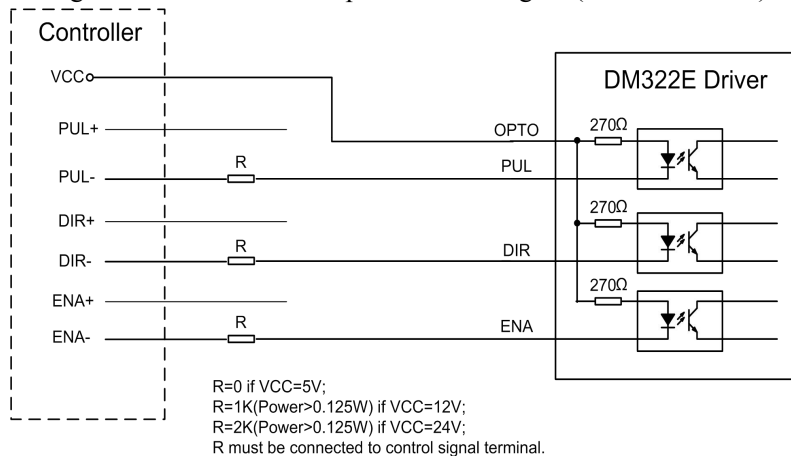 Controller
VCC
DM322E Driver
PUL+
OPTO
270Ω
R
PUL
PUL-
DIR+
270Ω
R
DIR
DIR-
270Ω
ENA+
R
ENA
ENA-
R=0 if VCC=5V;
R=1K(Power>0.125W) if VCC=12V;
R=2K(Power>0.125W) if VCC=24V;
R must be connected to control signal terminal.